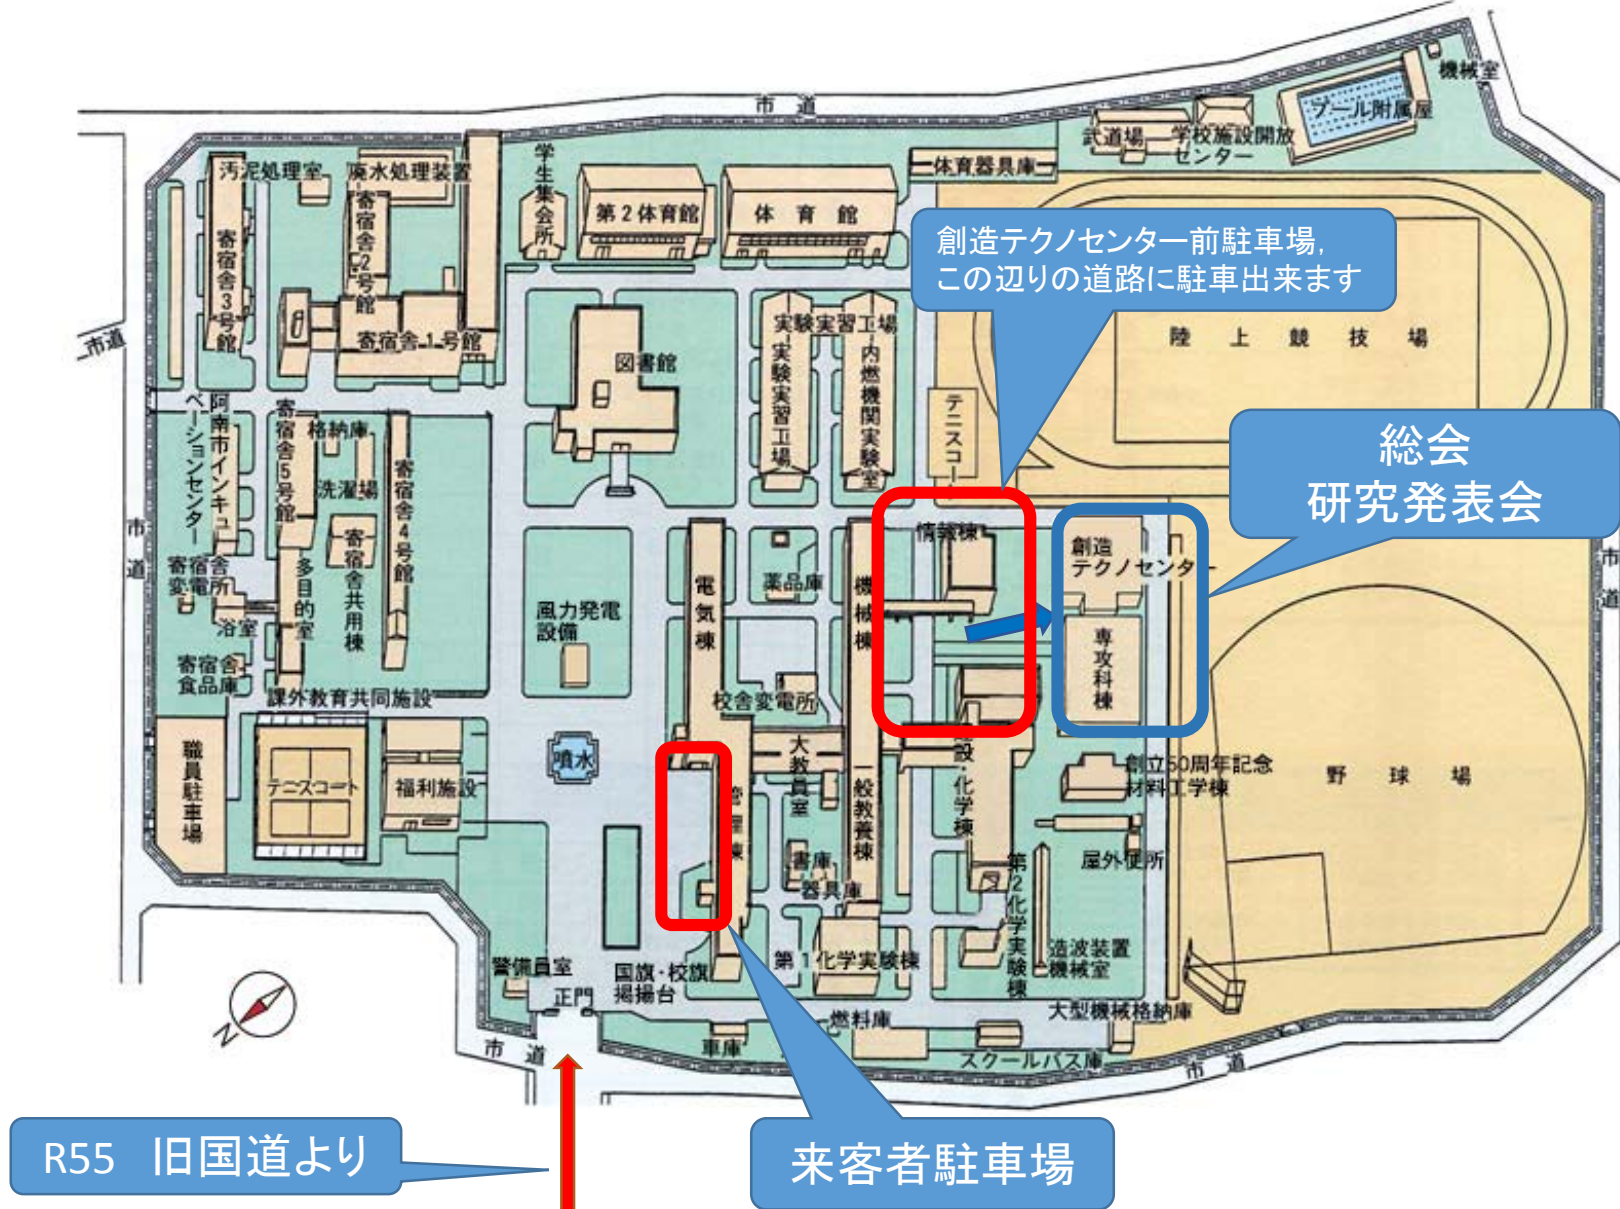 市道
機械室
プール附属屋
武道場
学校施設開放
センター
体育器具庫
汚泥処理室
廃水処理装置
学生集会所
第2体育館
体育館
寄宿舎3号館
寄宿舎2号館
寄宿舎1号館
創造テクノセンター前駐車場,
この辺りの道路に駐車出来ます
市道
図書館
実験実習工場
実験実習工場
内燃機関実験室
陸上競技場
テニスコー
総会
研究発表会
阿南市インキュ
ベーションセンター
寄宿舎5号館
格納庫
洗濯場
寄宿舎4号館
寄宿舎共用棟
多目的室
市道
寄宿舎
変電所
浴室
寄宿舎
食品庫
課外教育共同施設
風力発電
設備
電気棟
薬品庫
機械棟
情報棟
創造
テクノセンター
専攻科棟
市道
校舎変電所
大教員室
一般教養棟
建設・化学棟
創立50周年記念
材料工学棟
野球場
職員駐車場
テニスコート
福利施設
噴水
管理棟
書庫
器具庫
屋外便所
第2化学実験棟
第1化学実験棟
造波装置
機械室
大型機械格納庫
警備員室
正門
国旗・校旗
掲揚台
車庫
燃料庫
スクールバス庫
市道
市道
N
R55 旧国道より
来客者駐車場